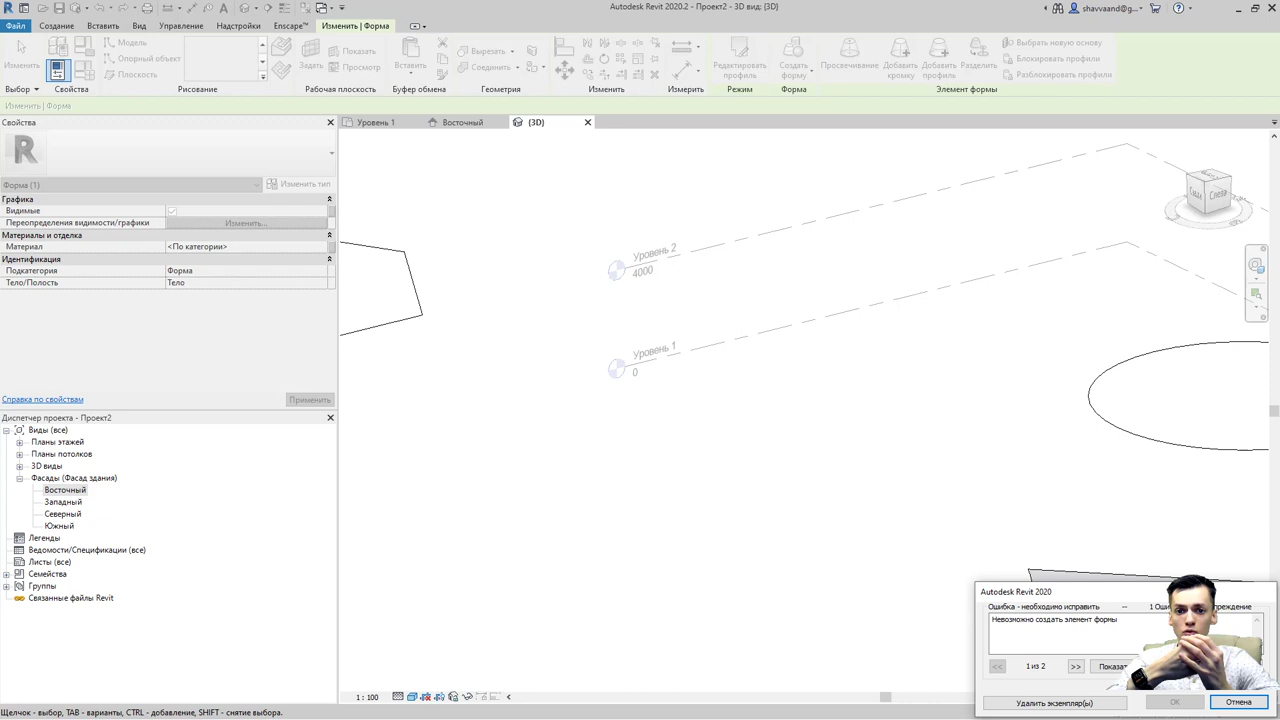 Autodesk Revit 2020.2 - Проект2 - 3D вид: {3D}
shavvaand@g...
Файл Создание Вставить Вид Управление Надстройки Enscape™ Изменить | Форма
Изменить
Выбор
Свойства
Модель
Опорный объект
Плоскость
Рисование
Задать
Показать
Просмотр
Рабочая плоскость
Вставить
Буфер обмена
Вырезать
Соединить
Геометрия
Изменить
Измерить
Редактировать профиль
Режим
Создать форму
Форма
Просвечивание
Добавить кромку
Добавить профиль
Разделить
Выбрать новую основу
Блокировать профили
Разблокировать профили
Элемент формы
Изменить | Форма
Свойства
Уровень 1 Восточный {3D}
Форма (1) Изменить тип
Графика
Видимые
Переопределения видимости/графики Изменить...
Материалы и отделка
Материал <По категории>
Идентификация
Подкатегория Форма
Тело/Полость Тело
Справка по свойствам Применить
Диспетчер проекта - Проект2
Виды (все)
Планы этажей
Планы потолков
3D виды
Фасады (Фасад здания)
Восточный
Западный
Северный
Южный
Легенды
Ведомости/Спецификации (все)
Листы (все)
Семейства
Группы
Связанные файлы Revit
Уровень 2
4000
Уровень 1
0
Autodesk Revit 2020
Ошибка - необходимо исправить -- 1
Невозможно создать элемент формы
<< 1 из 2 >>
Удалить экземпляр(ы) OK Отмена
1 : 100
Щелчок - выбор, TAB - варианты, CTRL - добавление, SHIFT - снятие выбора.